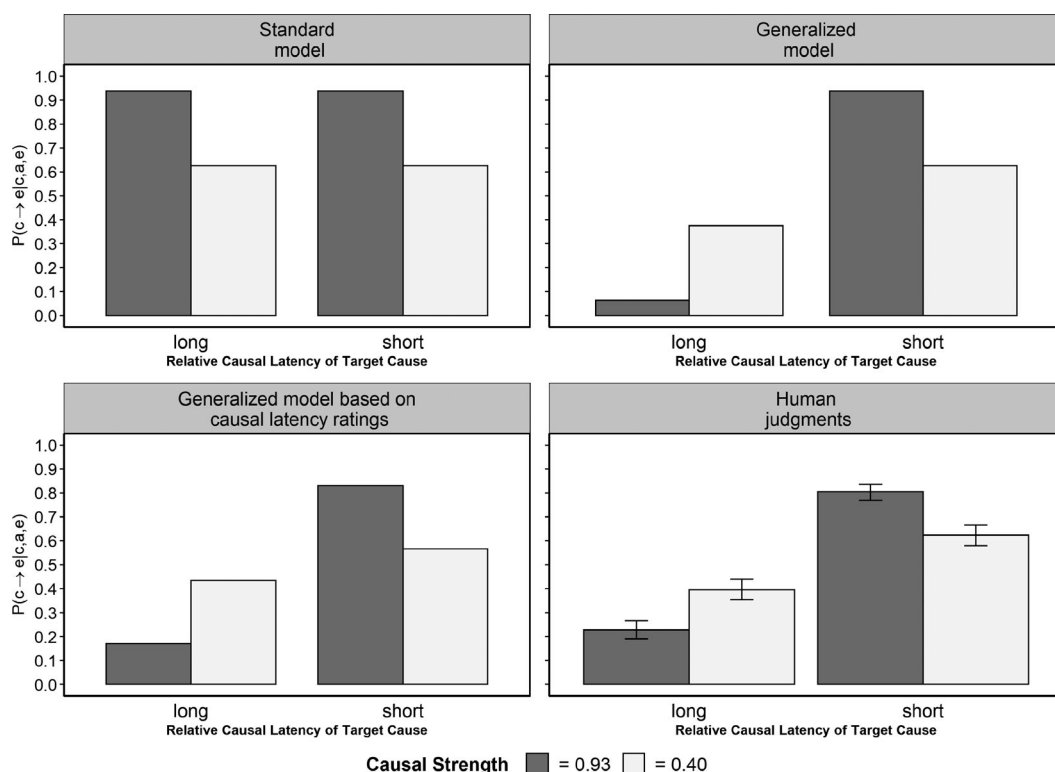 Standard
model
1.0
0.9
0.8
0.7
0.6
0.5
0.4
0.3
0.2
0.1
0.0
P(c → e|c,a,e)
long
short
Relative Causal Latency of Target Cause
Generalized
model
long
short
Relative Causal Latency of Target Cause
Generalized model based on
causal latency ratings
1.0
0.9
0.8
0.7
0.6
0.5
0.4
0.3
0.2
0.1
0.0
P(c → e|c,a,e)
long
short
Relative Causal Latency of Target Cause
Human
judgments
long
short
Relative Causal Latency of Target Cause
Causal Strength = 0.93 = 0.40